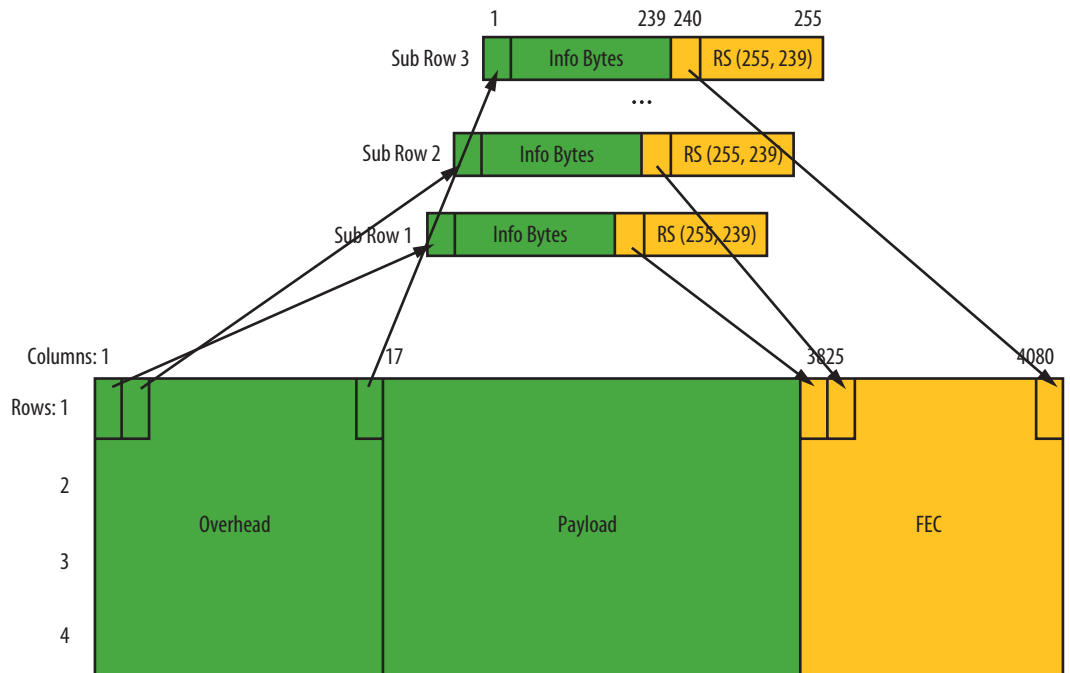 1 239 240 255
Sub Row 3 Info Bytes RS (255, 239)
...
Sub Row 2 Info Bytes RS (255, 239)
Sub Row 1 Info Bytes RS (255, 239)
Columns: 1 17 3825 4080
Rows: 1
2
Overhead Payload FEC
3
4